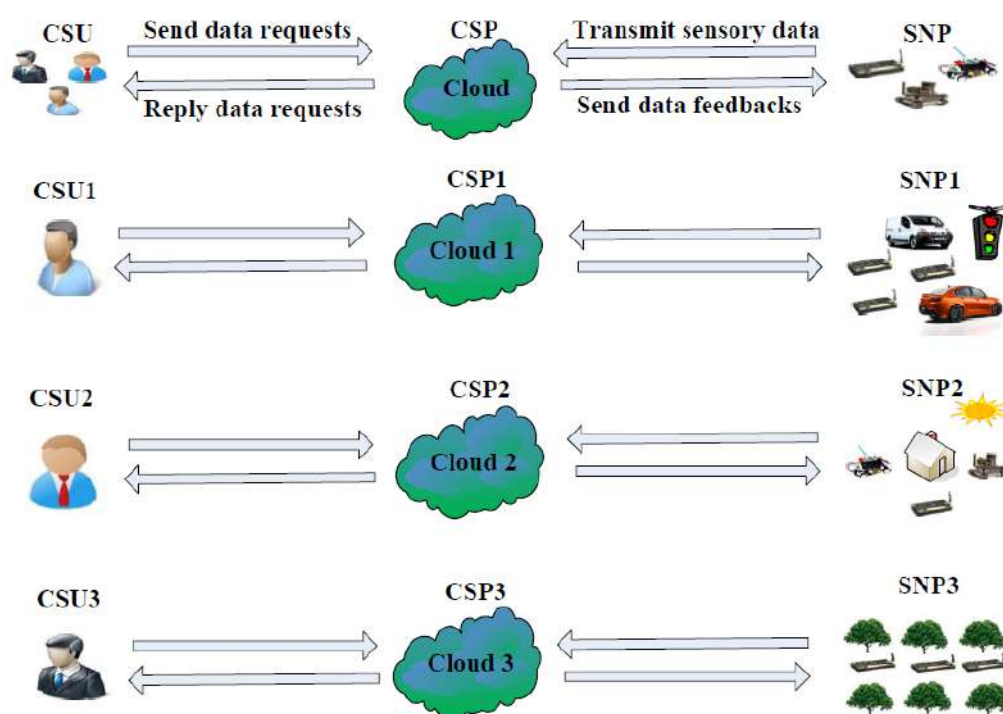 CSU
Send data requests
CSP
Transmit sensory data
SNP
Cloud
Reply data requests
Send data feedbacks
CSU1
CSP1
SNP1
Cloud 1
CSU2
CSP2
SNP2
Cloud 2
CSU3
CSP3
SNP3
Cloud 3